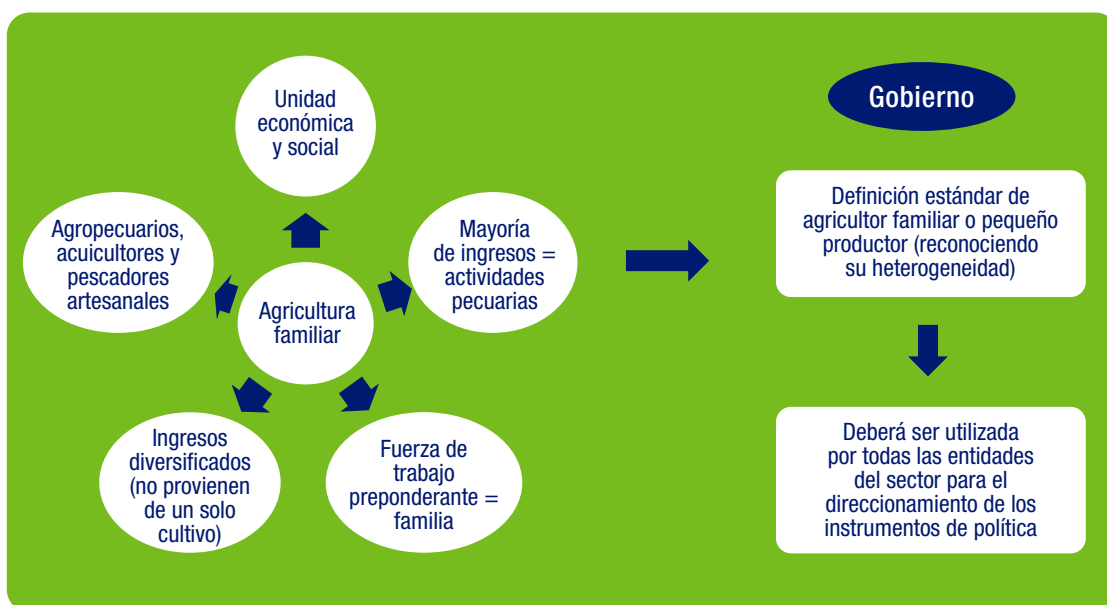 Unidad
económica
y social
Agropecuarios,
acuicultores y
pescadores
artesanales
Mayoría
de ingresos =
actividades
pecuarias
Agricultura
familiar
Ingresos
diversificados
(no provienen
de un solo
cultivo)
Fuerza de
trabajo
preponderante =
familia
Gobierno
Definición estándar de
agricultor familiar o pequeño
productor (reconociendo
su heterogeneidad)
Deberá ser utilizada
por todas las entidades
del sector para el
direccionamiento de los
instrumentos de política